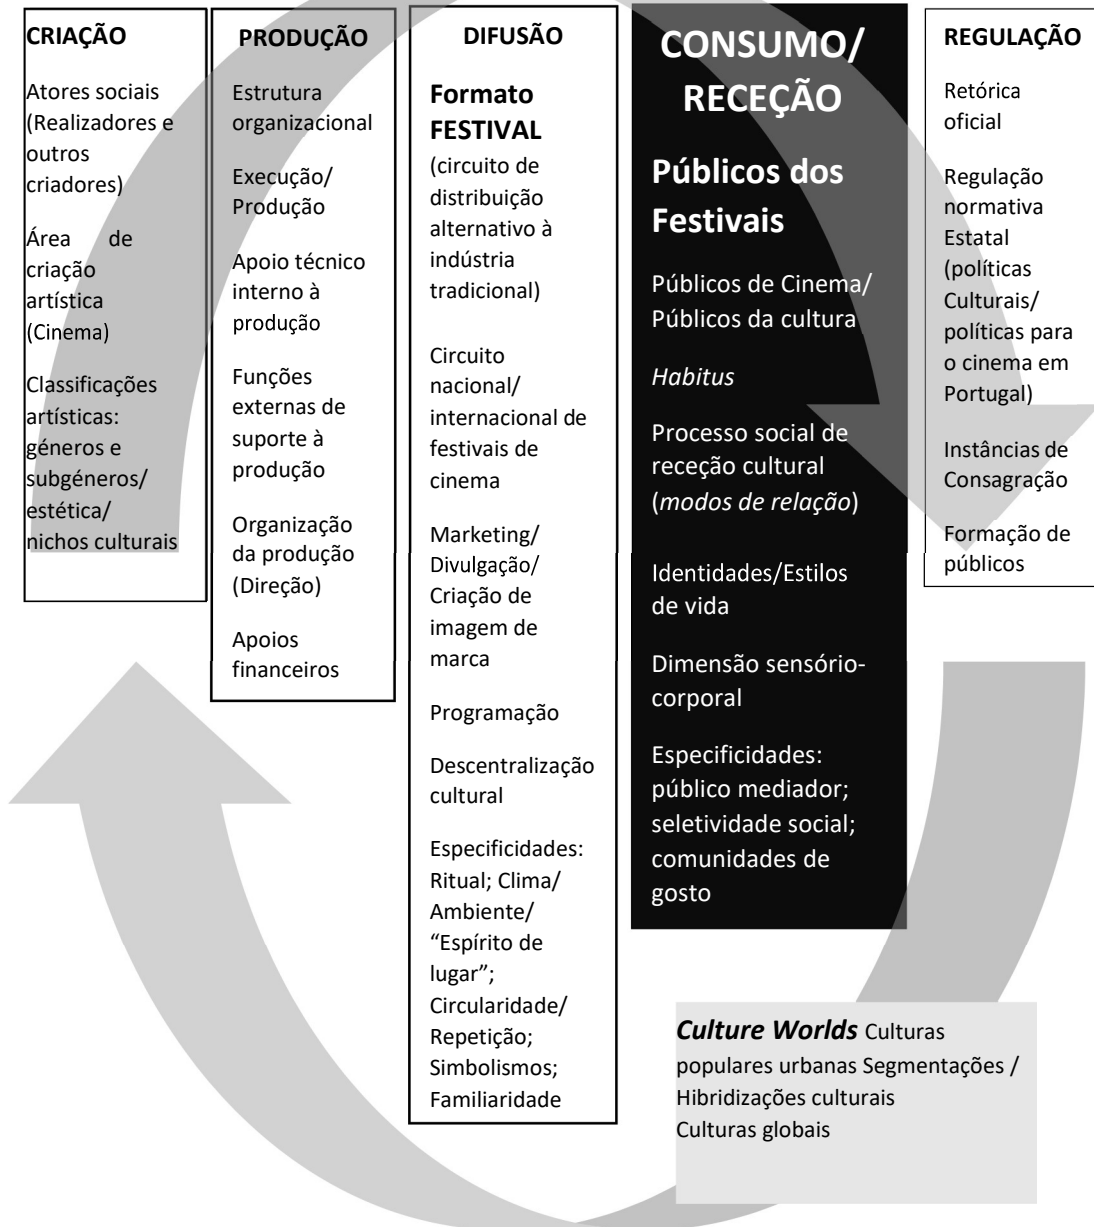 CRIAÇÃO
Atores sociais
(Realizadores e
outros
criadores)
Área de
criação
artística
(Cinema)
Classificações
artísticas:
géneros e
subgéneros/
estética/
nichos culturais
PRODUÇÃO
Estrutura
organizacional
Execução/
Produção
Apoio técnico
interno à
produção
Funções
externas de
suporte à
produção
Organização
da produção
(Direção)
Apoios
financeiros
DIFUSÃO
Formato
FESTIVAL
(circuito de
distribuição
alternativo à
indústria
tradicional)
Circuito
nacional/
internacional de
festivais de
cinema
Marketing/
Divulgação/
Criação de
imagem de
marca
Programação
Descentralização
cultural
Especificidades:
Ritual; Clima/
Ambiente/
“Espírito de
lugar”;
Circularidade/
Repetição;
Simbolismos;
Familiaridade
CONSUMO/
RECEÇÃO
Públicos dos
Festivais
Públicos de Cinema/
Públicos da cultura
Habitus
Processo social de
receção cultural
(modos de relação)
Identidades/Estilos
de vida
Dimensão sensório-
corporal
Especificidades:
público mediador;
seletividade social;
comunidades de
gosto
REGULAÇÃO
Retórica
oficial
Regulação
normativa
Estatal
(políticas
Culturais/
políticas para
o cinema em
Portugal)
Instâncias de
Consagração
Formação de
públicos
Culture Worlds Culturas
populares urbanas Segmentações /
Hibridizações culturais
Culturas globais